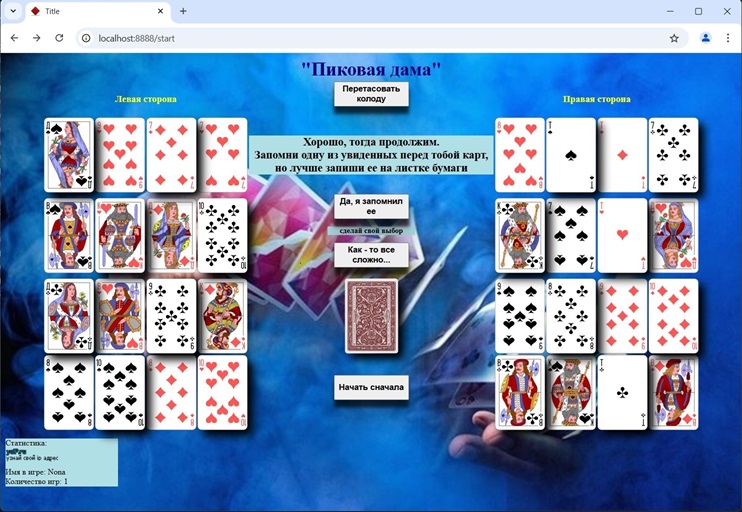 Title
localhost:8888/start
"Пиковая дама"
Перетасовать
колоду
Левая сторона
Правая сторона
Хорошо, тогда продолжим.
Запомни одну из увиденных перед тобой карт,
но лучше запиши ее на листке бумаги
Да, я запомнил
ее
сделай свой выбор
Как - то все
сложно...
Начать сначала
Статистика:
узнай свой ip адрес
Имя в игре: Nona
Количество игр: 1